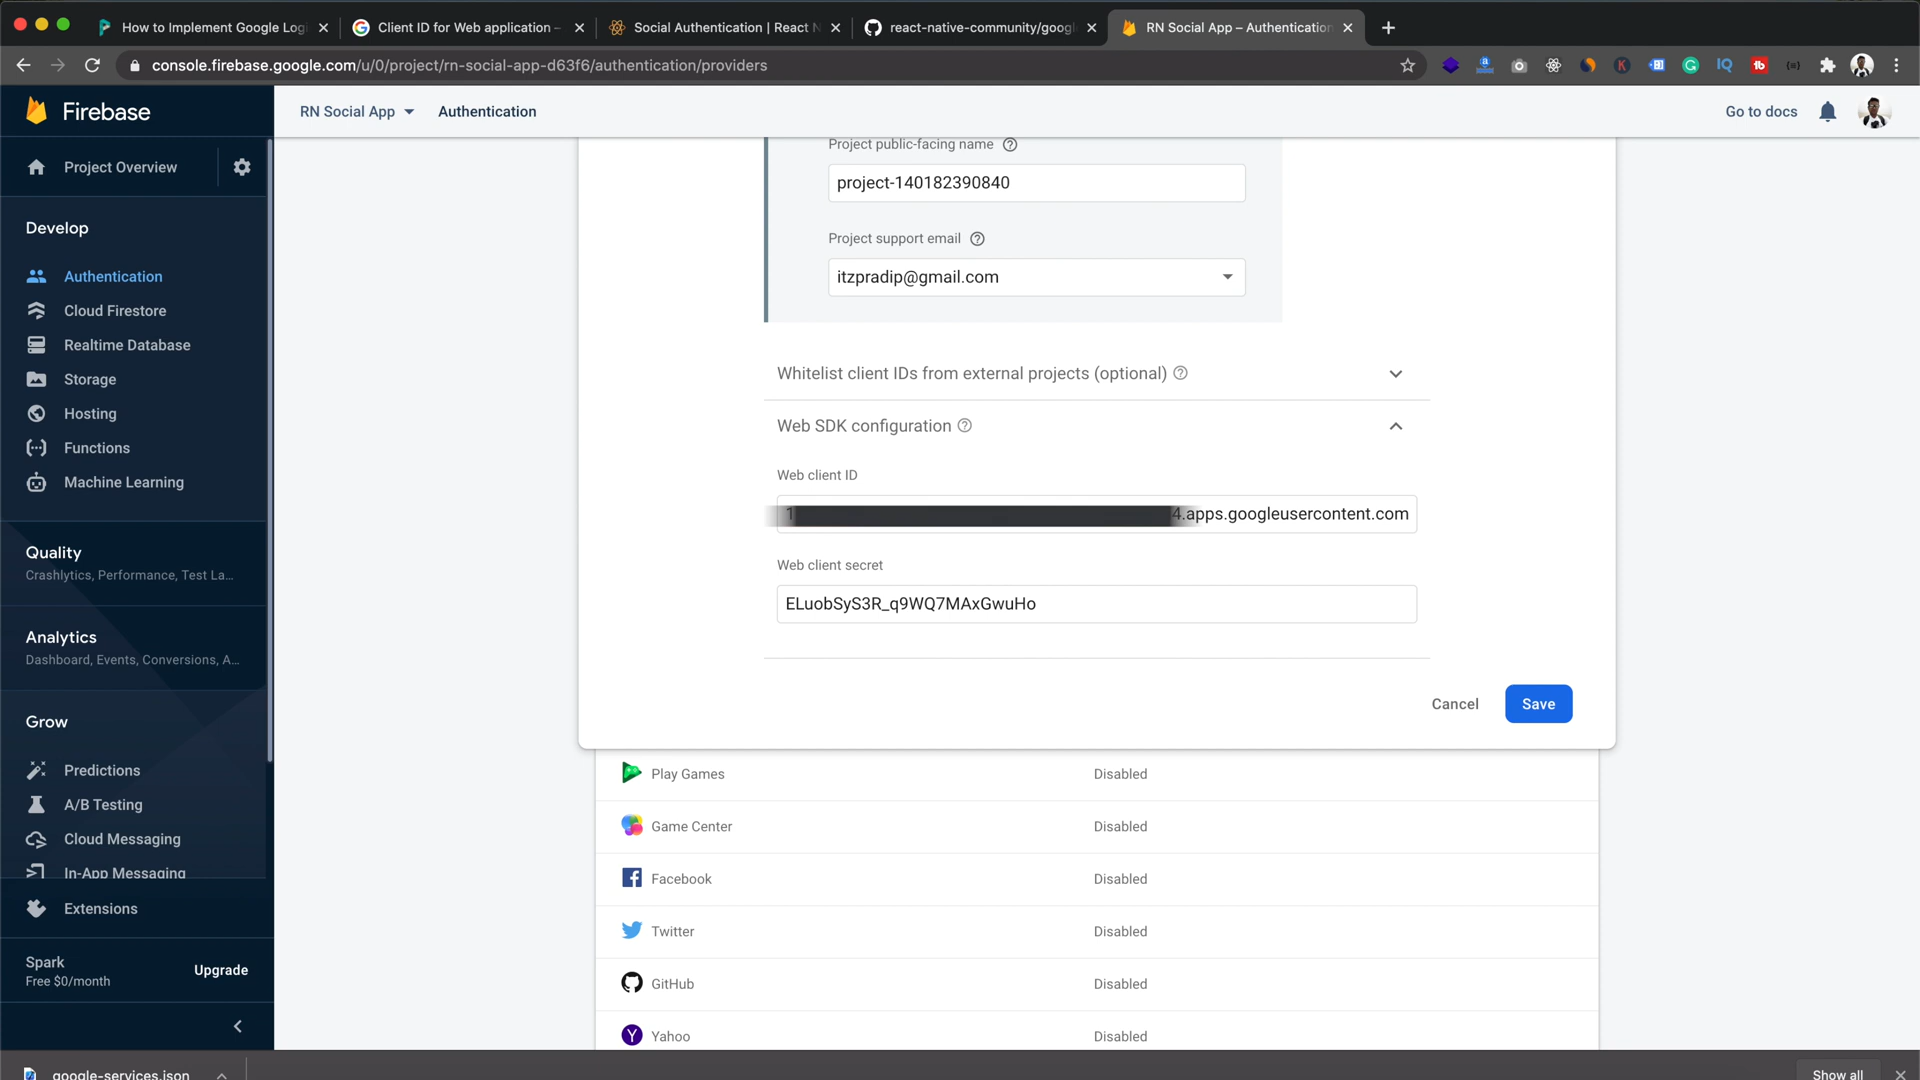 How to Implement Google Logi
Client ID for Web application –
Social Authentication | React N
react-native-community/googl
RN Social App – Authentication
console.firebase.google.com/u/0/project/rn-social-app-d63f6/authentication/providers
Firebase
RN Social App
Authentication
Go to docs
Project Overview
Develop
Authentication
Cloud Firestore
Realtime Database
Storage
Hosting
Functions
Machine Learning
Quality
Crashlytics, Performance, Test La...
Analytics
Dashboard, Events, Conversions, A...
Grow
Predictions
A/B Testing
Cloud Messaging
In-App Messaging
Extensions
Spark
Free $0/month
Upgrade
Project public-facing name
project-140182390840
Project support email
itzpradip@gmail.com
Whitelist client IDs from external projects (optional)
Web SDK configuration
Web client ID
1
4.apps.googleusercontent.com
Web client secret
ELuobSyS3R_q9WQ7MAxGwuHo
Cancel
Save
Play Games Disabled
Game Center Disabled
Facebook Disabled
Twitter Disabled
GitHub Disabled
Yahoo Disabled
google-services.json
Show all